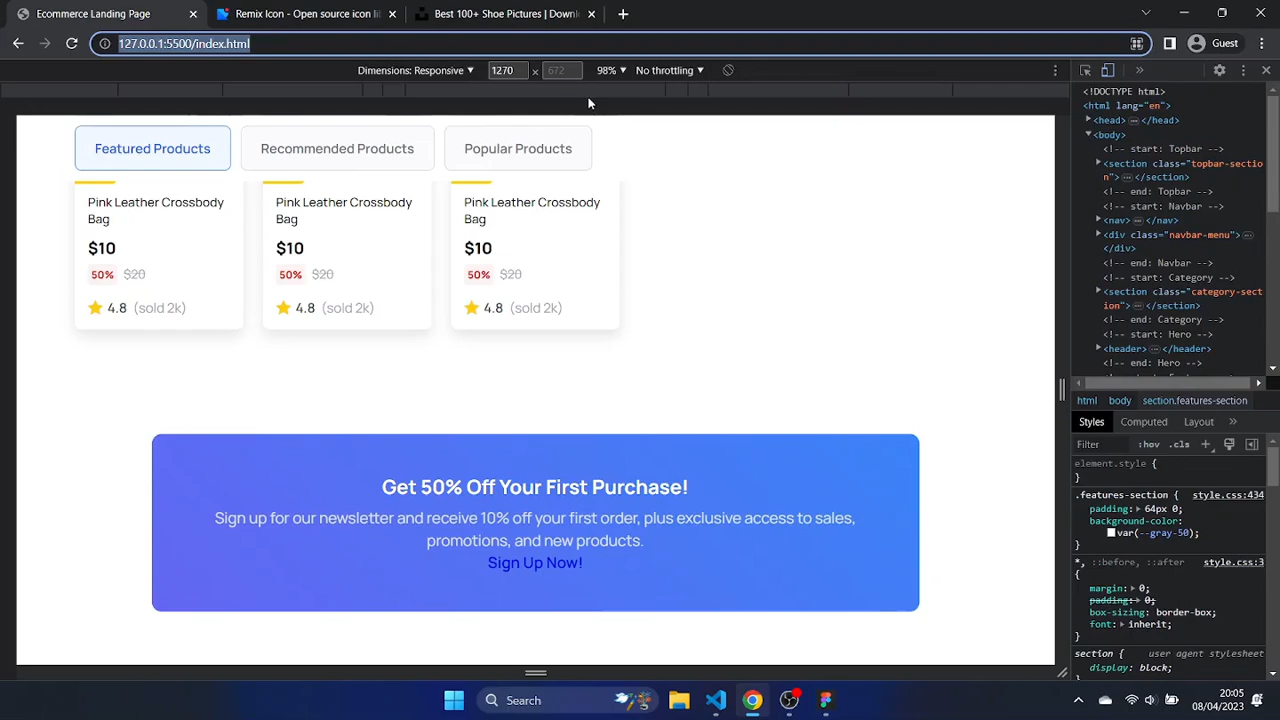 Ecommerce Landing Page
Remix Icon - Open source icon li
Best 100+ Shoe Pictures | Downl
127.0.0.1:5500/index.html
Guest
Dimensions: Responsive
1270
×
672
98%
No throttling
Featured Products
Recommended Products
Popular Products
Pink Leather Crossbody
Bag
$10
50% $20
4.8 (sold 2k)
Pink Leather Crossbody
Bag
$10
50% $20
4.8 (sold 2k)
Pink Leather Crossbody
Bag
$10
50% $20
4.8 (sold 2k)
Get 50% Off Your First Purchase!
Sign up for our newsletter and receive 10% off your first order, plus exclusive access to sales,
promotions, and new products.
Sign Up Now!
<!DOCTYPE html>
<html lang="en">
<head> … </head>
<body>
<!-- start: Topbar -->
<section class="topbar-sectio
n"> … </section>
<!-- end: Topbar -->
<!-- start: Navbar -->
<nav> … </nav>
<div class="navbar-menu"> …
</div>
<!-- end: Navbar -->
<!-- start: Category -->
<section class="category-sect
ion"> … </section>
<!-- end: Category -->
<!-- start: Hero -->
<header> … </header>
<!-- end: Hero -->
html body section.features-section
Styles Computed Layout
Filter :hov .cls
element.style {
}
.features-section { style.css:434
padding: 64px 0;
background-color:
var(--gray-50);
}
*, ::before, ::after style.css:3
{
margin: 0;
padding: 0;
box-sizing: border-box;
font: inherit;
}
section { user agent stylesheet
display: block;
Search
20:05
08/04/2023